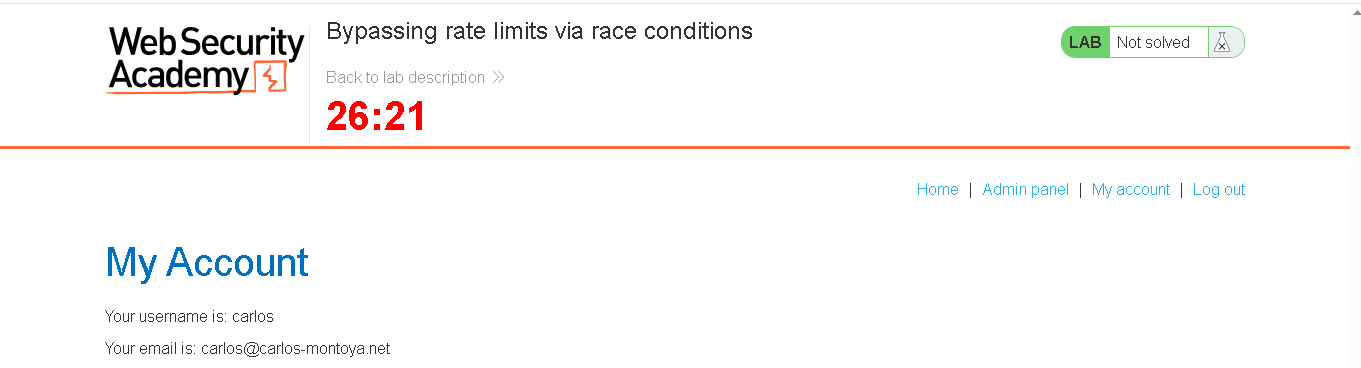 Web Security
Academy
Bypassing rate limits via race conditions
Back to lab description
26:21
LAB Not solved
Home | Admin panel | My account | Log out
My Account
Your username is: carlos
Your email is: carlos@carlos-montoya.net